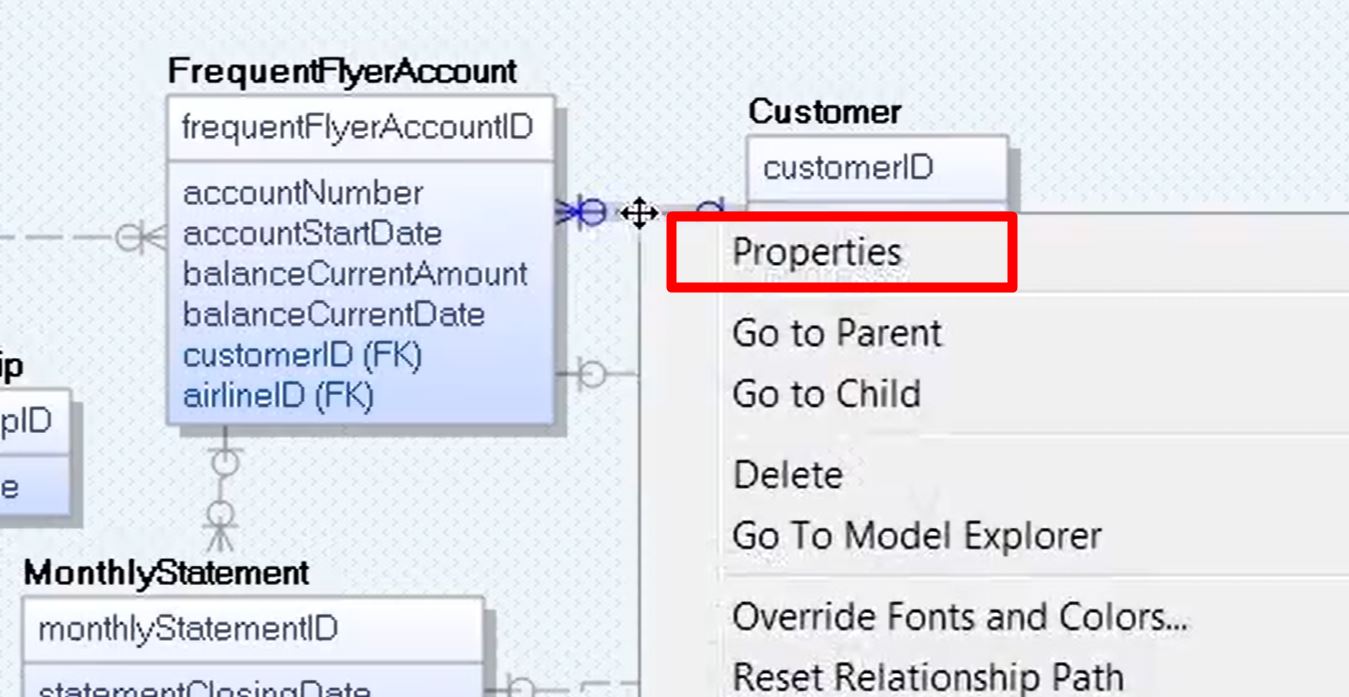 FrequentFlyerAccount
frequentFlyerAccountID
accountNumber
accountStartDate
balanceCurrentAmount
balanceCurrentDate
customerID (FK)
airlineID (FK)
Customer
customerID
Properties
Go to Parent
Go to Child
Delete
Go To Model Explorer
Override Fonts and Colors...
Reset Relationship Path
ip
pID
e
MonthlyStatement
monthlyStatementID
statementClosingDate